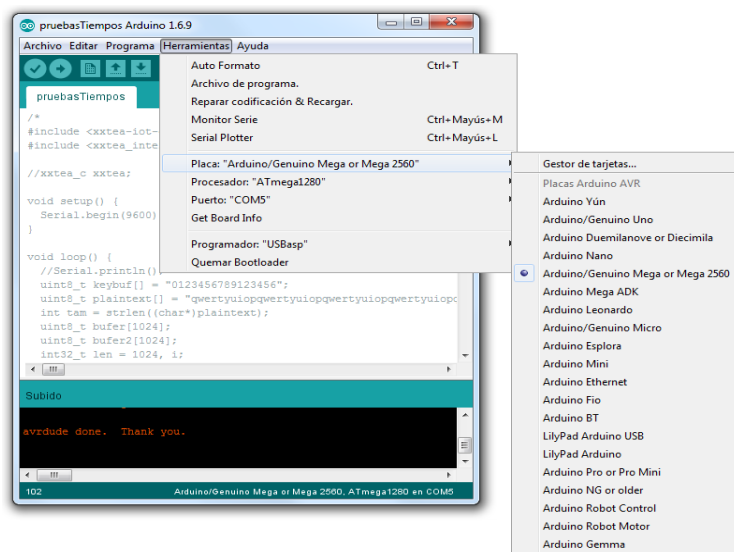 pruebasTiempos Arduino 1.6.9
Archivo Editar Programa Herramientas Ayuda
pruebasTiempos
/*
#include <xxtea-iot-
#include <xxtea_inte
//xxtea_c xxtea;
void setup() {
Serial.begin(9600)
}
void loop() {
//Serial.println()
uint8_t keybuf[] = "0123456789123456";
uint8_t plaintext[] = "qwertyuiopqwertyuiopqwertyuiopqwertyuiopc
int tam = strlen((char*)plaintext);
uint8_t bufer[1024];
uint8_t bufer2[1024];
int32_t len = 1024, i;
Subido
avrdude done.  Thank you.
102 Arduino/Genuino Mega or Mega 2560, ATmega1280 en COM5
Auto Formato Ctrl+T
Archivo de programa.
Reparar codificación & Recargar.
Monitor Serie Ctrl+Mayús+M
Serial Plotter Ctrl+Mayús+L
Placa: "Arduino/Genuino Mega or Mega 2560"
Procesador: "ATmega1280"
Puerto: "COM5"
Get Board Info
Programador: "USBasp"
Quemar Bootloader
Gestor de tarjetas...
Placas Arduino AVR
Arduino Yún
Arduino/Genuino Uno
Arduino Duemilanove or Diecimila
Arduino Nano
Arduino/Genuino Mega or Mega 2560
Arduino Mega ADK
Arduino Leonardo
Arduino/Genuino Micro
Arduino Esplora
Arduino Mini
Arduino Ethernet
Arduino Fio
Arduino BT
LilyPad Arduino USB
LilyPad Arduino
Arduino Pro or Pro Mini
Arduino NG or older
Arduino Robot Control
Arduino Robot Motor
Arduino Gemma